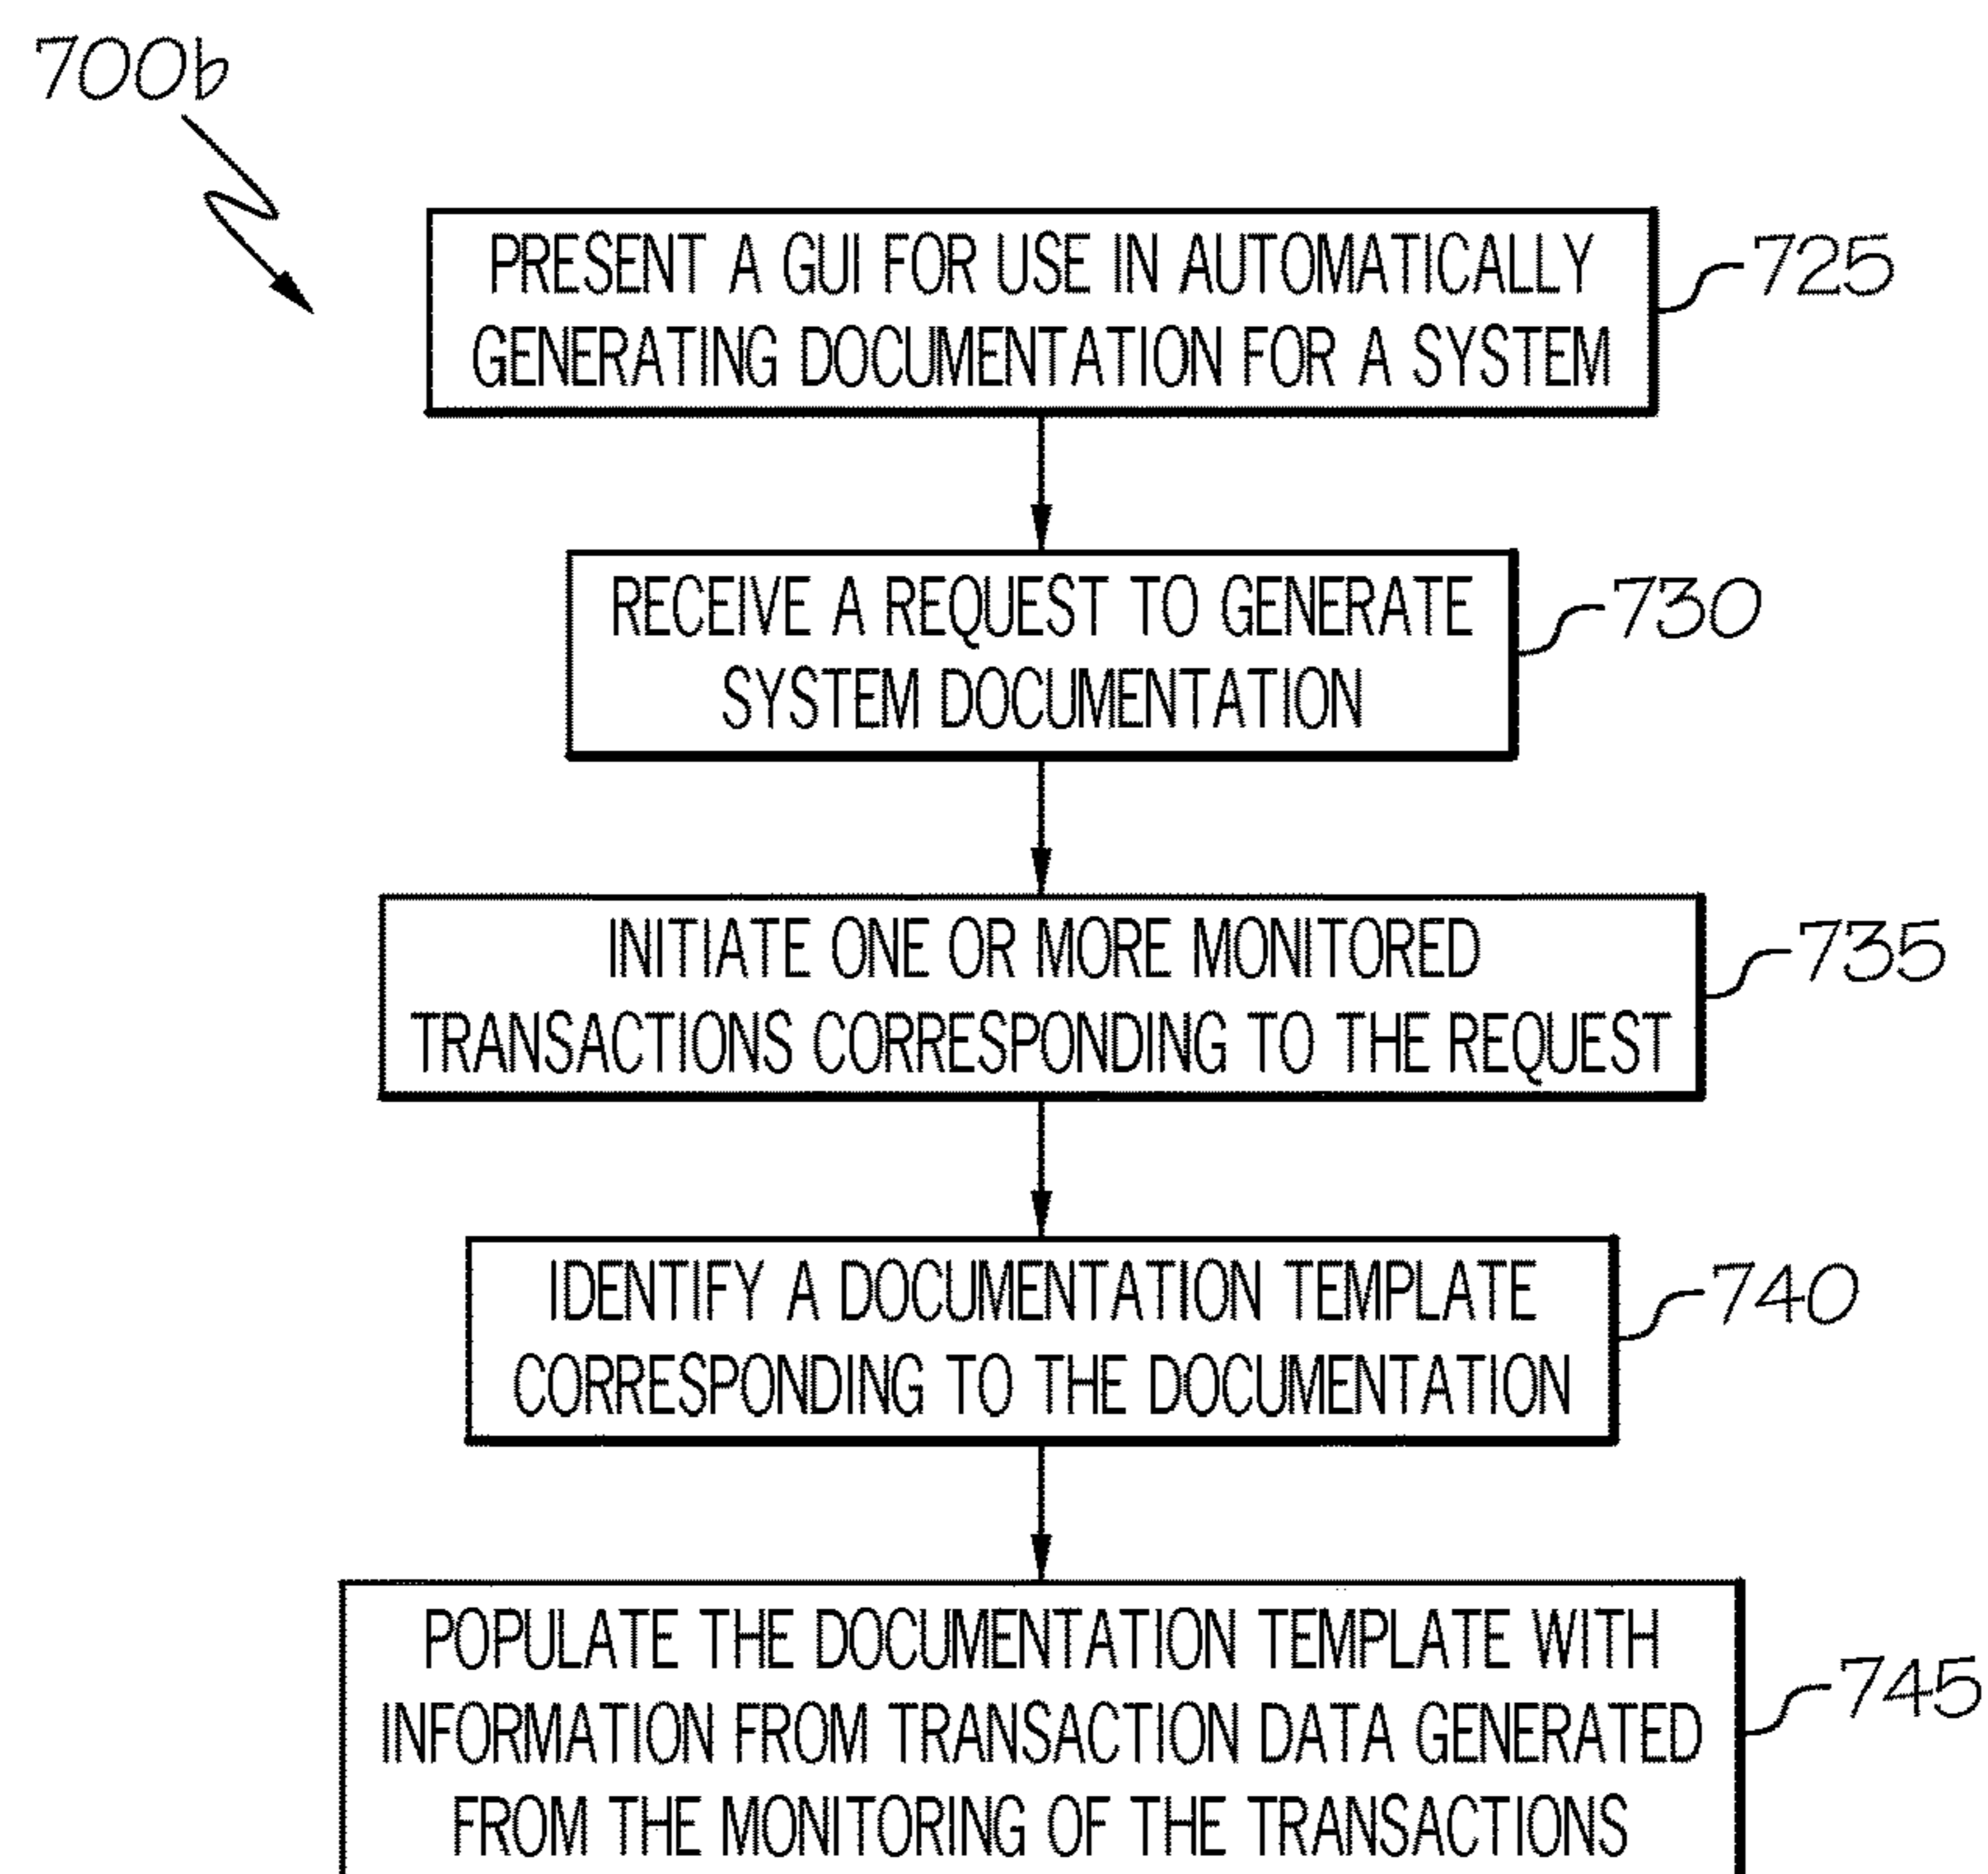 700b
PRESENT A GUI FOR USE IN AUTOMATICALLY
GENERATING DOCUMENTATION FOR A SYSTEM
725
RECEIVE A REQUEST TO GENERATE
SYSTEM DOCUMENTATION
730
INITIATE ONE OR MORE MONITORED
TRANSACTIONS CORRESPONDING TO THE REQUEST
735
IDENTIFY A DOCUMENTATION TEMPLATE
CORRESPONDING TO THE DOCUMENTATION
740
POPULATE THE DOCUMENTATION TEMPLATE WITH
INFORMATION FROM TRANSACTION DATA GENERATED
FROM THE MONITORING OF THE TRANSACTIONS
745